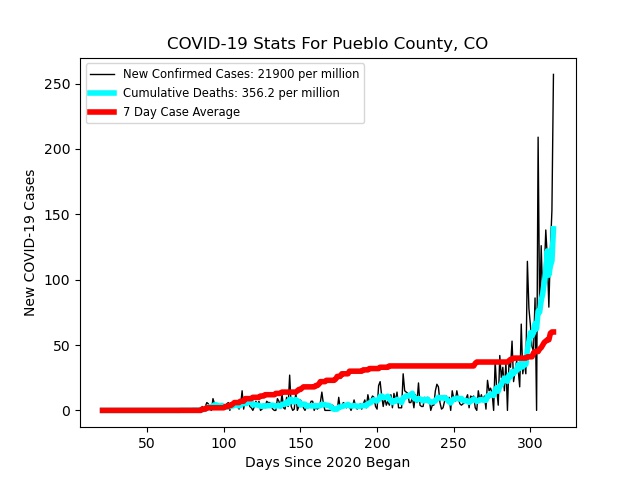 COVID-19 Stats For Pueblo County, CO
New Confirmed Cases: 21900 per million
Cumulative Deaths: 356.2 per million
7 Day Case Average
250
200
150
100
50
0
New COVID-19 Cases
50 100 150 200 250 300
Days Since 2020 Began